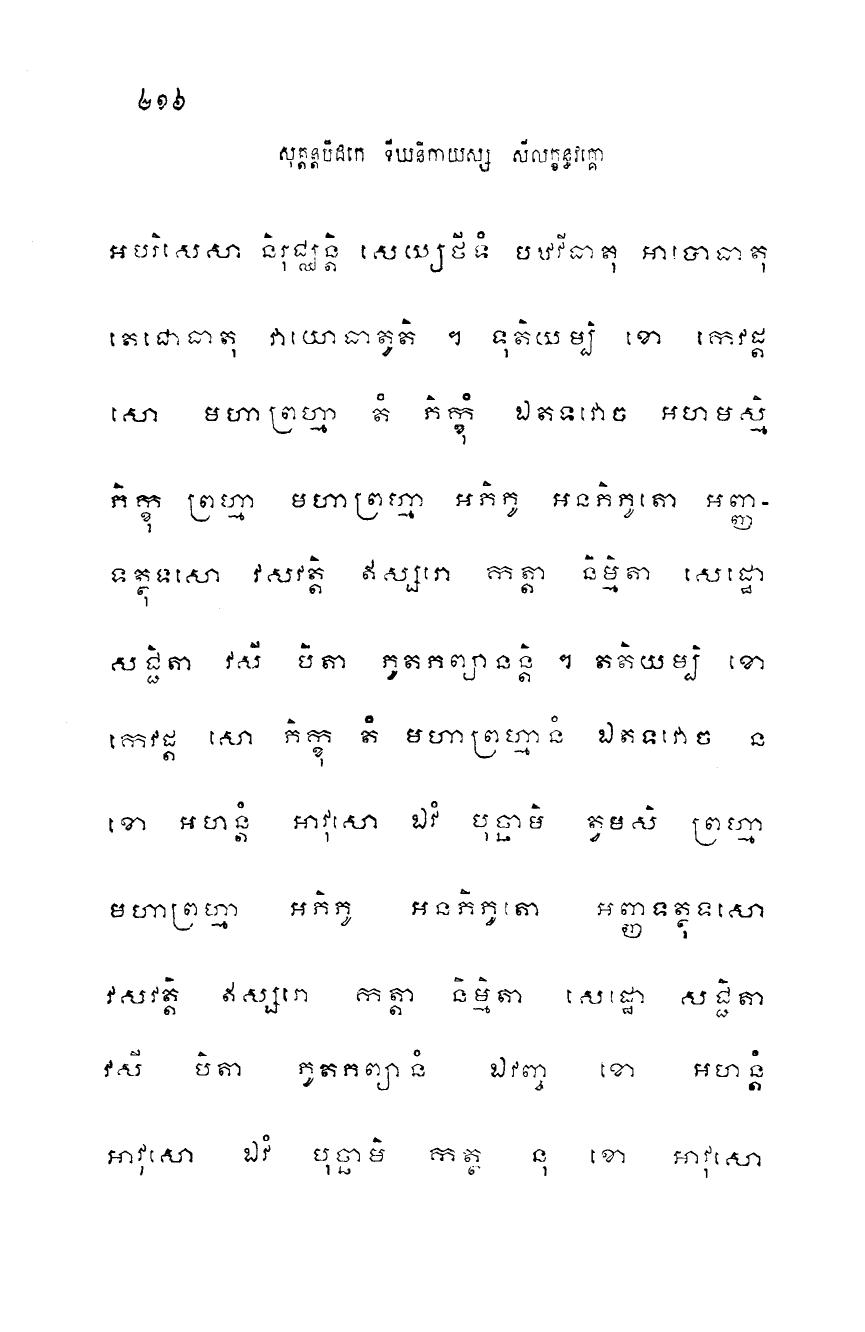 ៤១៦
សុត្តន្តបិដកេ ទីឃនិកាយស្ស សីលក្ខន្ធវគ្គោ
អបរិសេសា និរុជ្ឈន្តិ សេយ្យថីទំ បឋវីធាតុ អាបោធាតុ
តេជោធាតុ វាយោធាតូតិ ។ ទុតិយម្បិ ខោ កេវដ្ដ
សោ មហាព្រហ្មា តំ ភិក្ខុំ ឯតទវោច អហមស្មិ
ភិក្ខុ ព្រហ្មា មហាព្រហ្មា អភិភូ អនភិភូតោ អញ្ញ-
ទត្ថុទសោ វសវត្តិ ឥស្សរោ កត្តា និម្មិតា សេដ្ឋោ
សជ្ជិតា វសី បិតា ភូតភព្យានន្តិ ។ តតិយម្បិ ខោ
កេវដ្ដ សោ ភិក្ខុ តំ មហាព្រហ្មានំ ឯតទវោច ន
ខោ អហន្តំ អាវុសោ ឯវំ បុច្ឆាមិ ត្វមសិ ព្រហ្មា
មហាព្រហ្មា អភិភូ អនភិភូតោ អញ្ញទត្ថុទសោ
វសវត្តិ ឥស្សរោ កត្តា និម្មិតា សេដ្ឋោ សជ្ជិតា
វសី បិតា ភូតភព្យានំ ឯវញ្ច ខោ អហន្តំ
អាវុសោ ឯវំ បុច្ឆាមិ កត្ថ នុ ខោ អាវុសោ